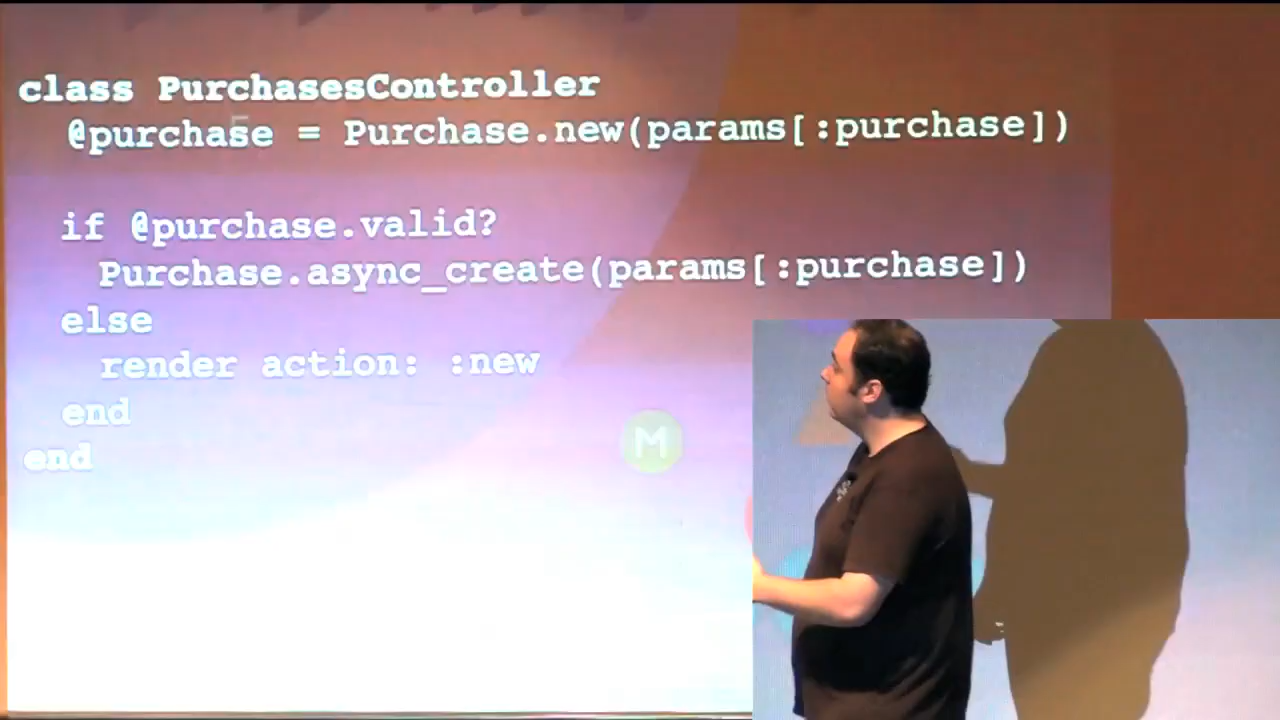 class PurchasesController
@purchase = Purchase.new(params[:purchase])
if @purchase.valid?
Purchase.async_create(params[:purchase])
else
render action: :new
end
end
M